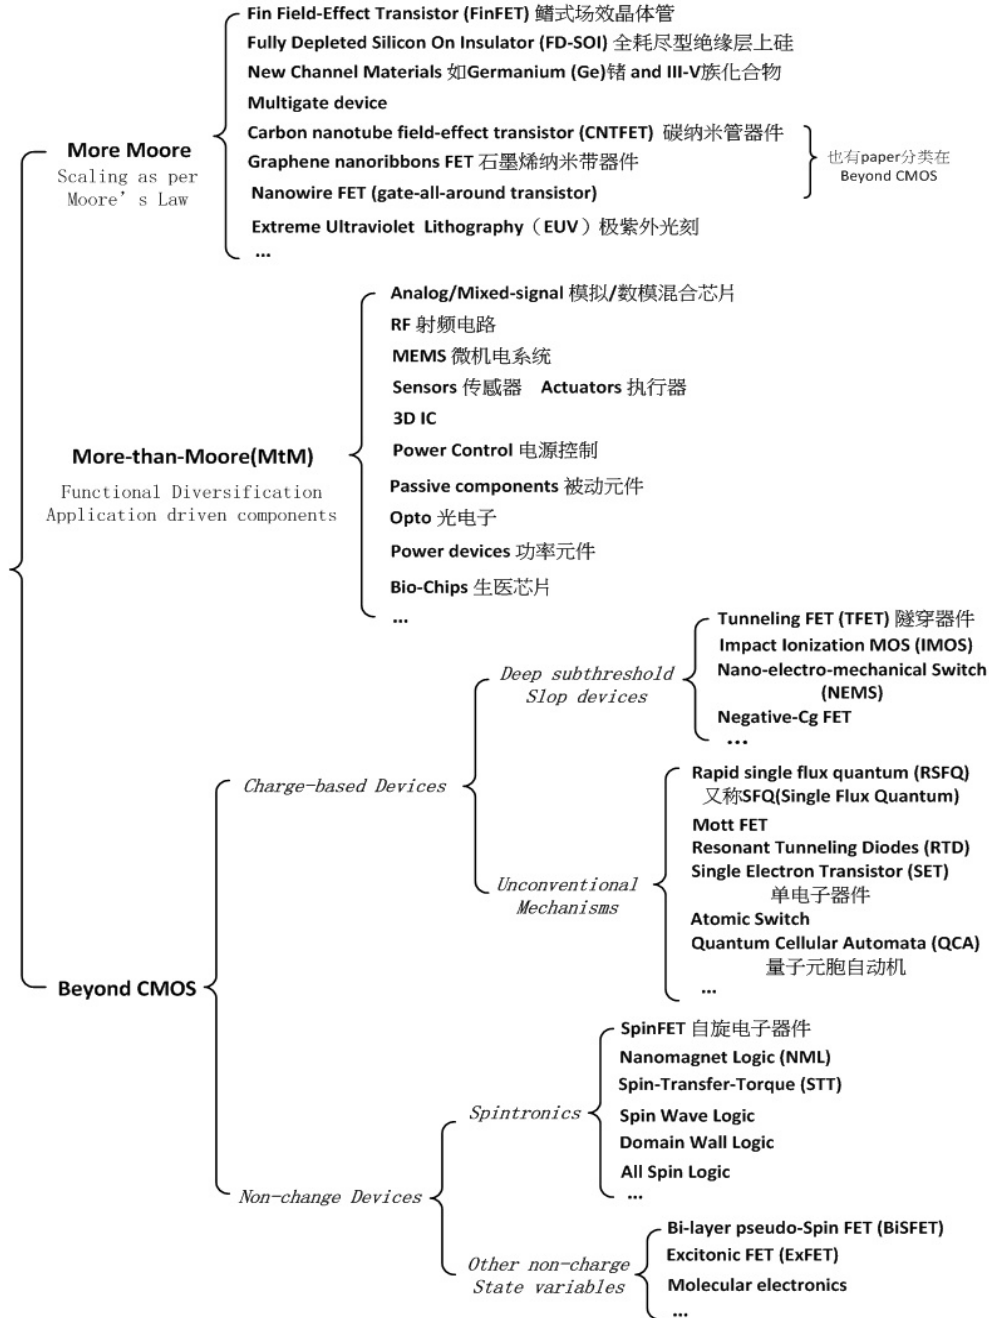 Fin Field-Effect Transistor (FinFET) 鳍式场效晶体管
Fully Depleted Silicon On Insulator (FD-SOI) 全耗尽型绝缘层上硅
New Channel Materials 如Germanium (Ge)锗 and III-V族化合物
Multigate device
Carbon nanotube field-effect transistor (CNTFET) 碳纳米管器件
Graphene nanoribbons FET 石墨烯纳米带器件
Nanowire FET (gate-all-around transistor)
Extreme Ultraviolet Lithography（EUV）极紫外光刻
...
也有paper分类在
Beyond CMOS
More Moore
Scaling as per
Moore's Law
Analog/Mixed-signal 模拟/数模混合芯片
RF 射频电路
MEMS 微机电系统
Sensors 传感器 Actuators 执行器
3D IC
Power Control 电源控制
Passive components 被动元件
Opto 光电子
Power devices 功率元件
Bio-Chips 生医芯片
...
More-than-Moore(MtM)
Functional Diversification
Application driven components
Tunneling FET (TFET) 隧穿器件
Impact Ionization MOS (IMOS)
Nano-electro-mechanical Switch
(NEMS)
Negative-Cg FET
...
Deep subthreshold
Slop devices
Charge-based Devices
Rapid single flux quantum (RSFQ)
又称SFQ(Single Flux Quantum)
Mott FET
Resonant Tunneling Diodes (RTD)
Single Electron Transistor (SET)
单电子器件
Atomic Switch
Quantum Cellular Automata (QCA)
量子元胞自动机
...
Unconventional
Mechanisms
Beyond CMOS
SpinFET 自旋电子器件
Nanomagnet Logic (NML)
Spin-Transfer-Torque (STT)
Spin Wave Logic
Domain Wall Logic
All Spin Logic
...
Spintronics
Non-change Devices
Bi-layer pseudo-Spin FET (BiSFET)
Excitonic FET (ExFET)
Molecular electronics
...
Other non-charge
State variables